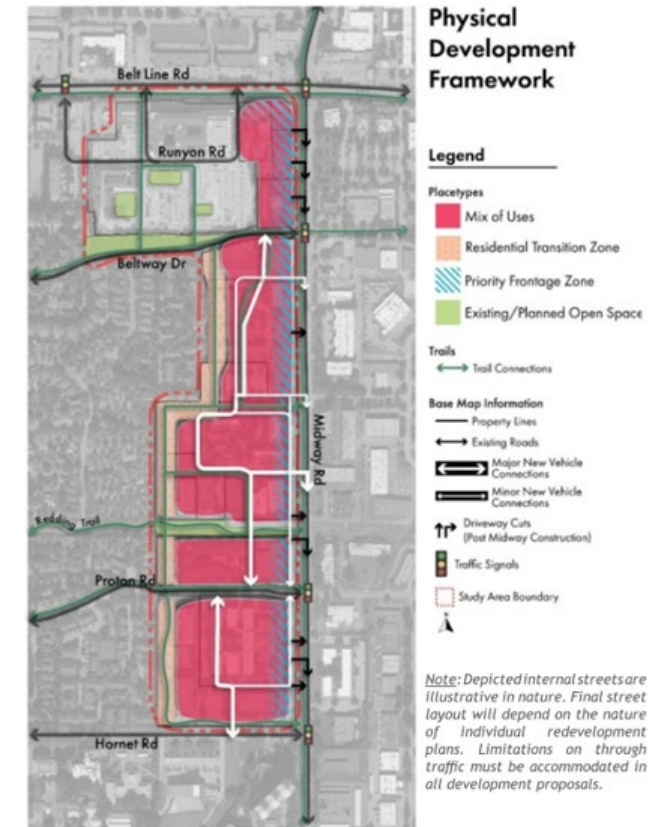 Physical
Development
Framework
Legend
Placetypes
Mix of Uses
Residential Transition Zone
Priority Frontage Zone
Existing/Planned Open Space
Trails
Trail Connections
Base Map Information
Property Lines
Existing Roads
Major New Vehicle
Connections
Minor New Vehicle
Connections
Driveway Cuts
(Post Midway Construction)
Traffic Signals
Study Area Boundary
Note: Depicted internal streets are
illustrative in nature. Final street
layout will depend on the nature
of individual redevelopment
plans. Limitations on through
traffic must be accommodated in
all development proposals.
Belt Line Rd
Runyon Rd
Beltway Dr
Midway Rd
Redding Trail
Proton Rd
Hornet Rd